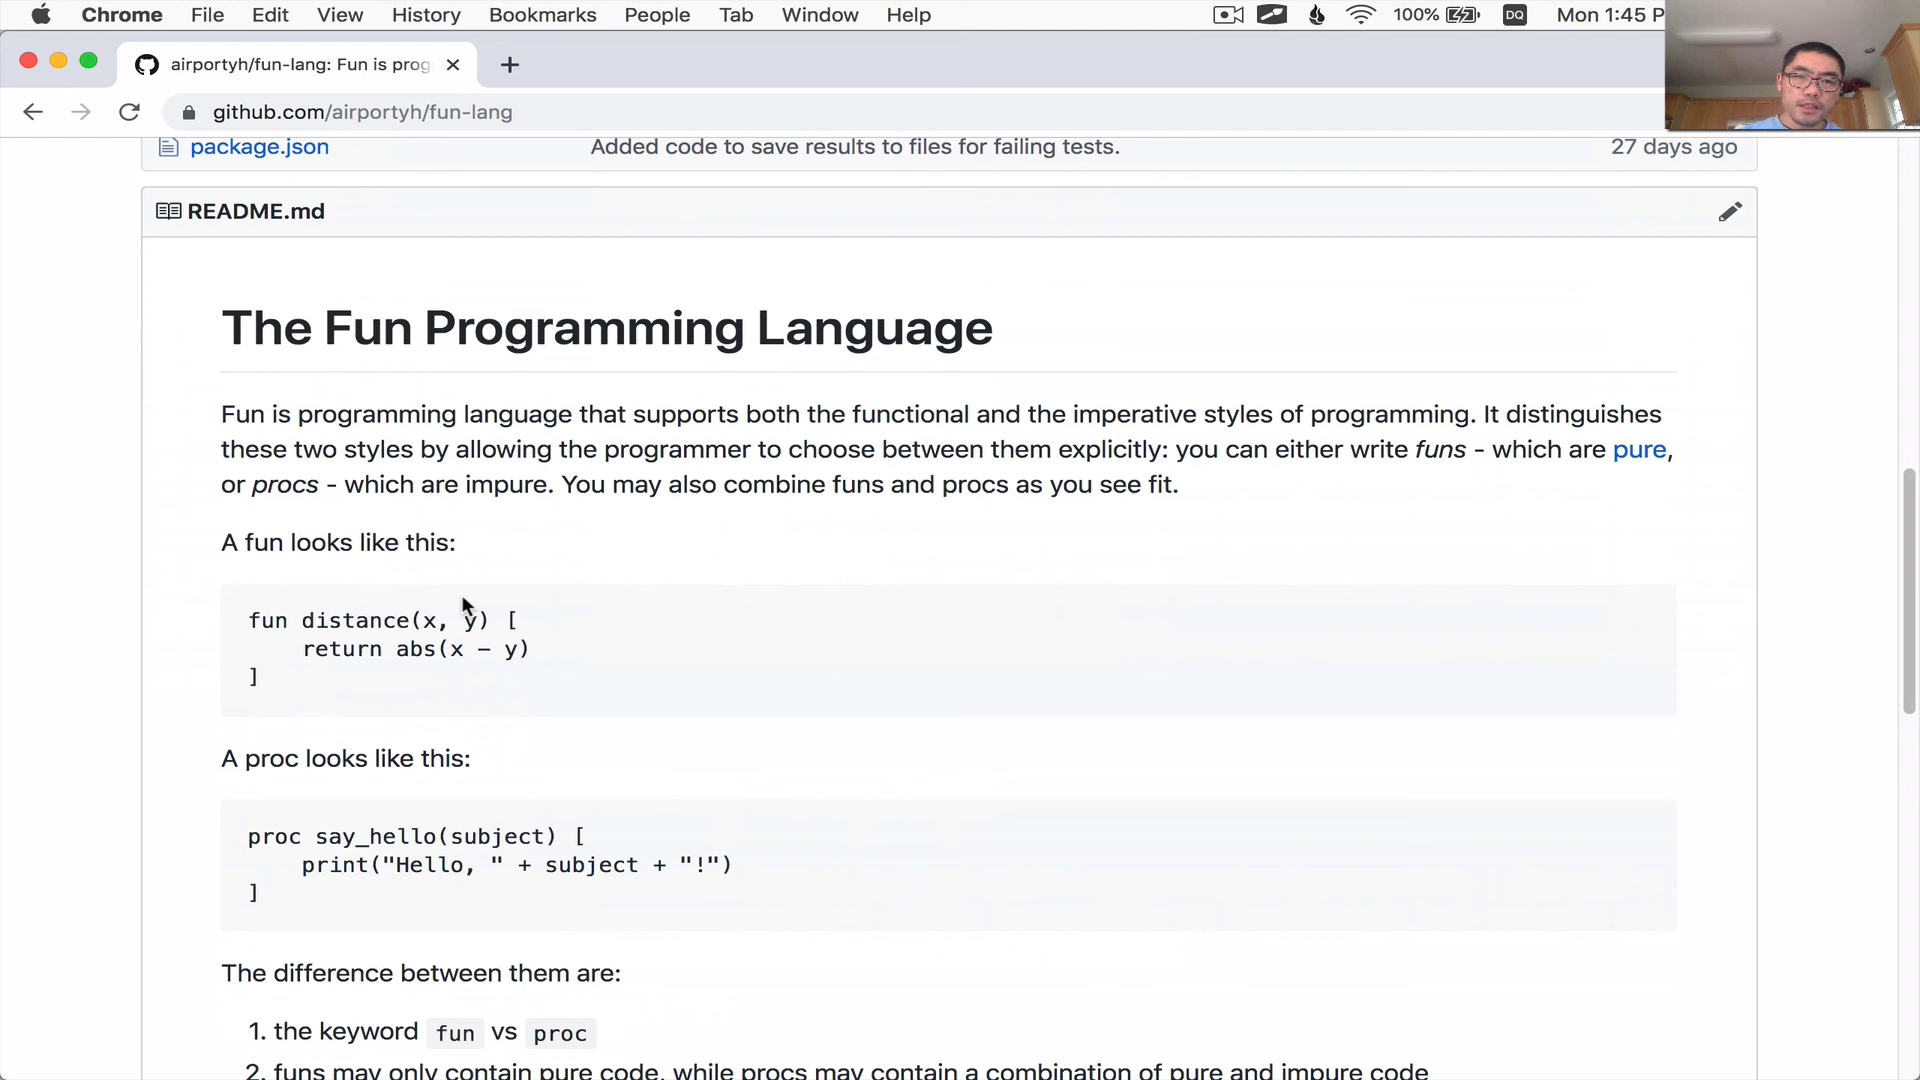 Chrome File Edit View History Bookmarks People Tab Window Help 100% DQ Mon 1:45 P
airportyh/fun-lang: Fun is prog
github.com/airportyh/fun-lang
package.json Added code to save results to files for failing tests. 27 days ago
README.md
The Fun Programming Language
Fun is programming language that supports both the functional and the imperative styles of programming. It distinguishes
these two styles by allowing the programmer to choose between them explicitly: you can either write funs - which are pure,
or procs - which are impure. You may also combine funs and procs as you see fit.
A fun looks like this:
fun distance(x, y) [
return abs(x - y)
]
A proc looks like this:
proc say_hello(subject) [
print("Hello, " + subject + "!")
]
The difference between them are:
1. the keyword fun vs proc
2. funs may only contain pure code, while procs may contain a combination of pure and impure code